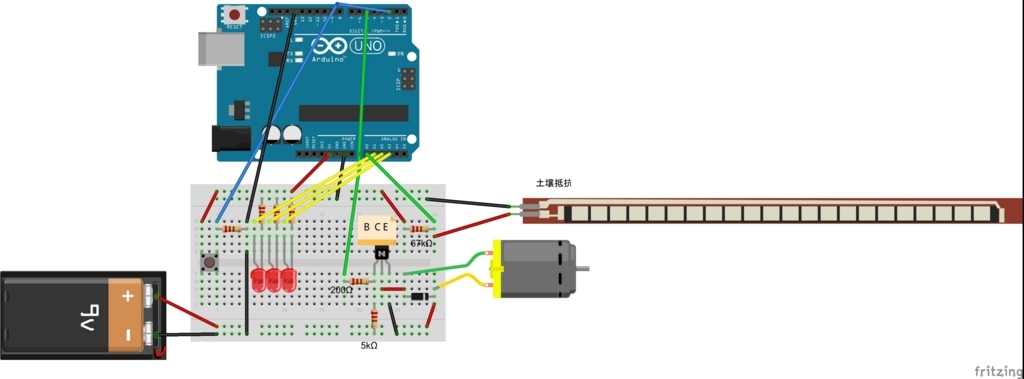 RESET
ICSP2
L
TX
RX
Arduino
UNO
ON
ICSP
DIGITAL (PWM~)
POWER
ANALOG IN
土壌抵抗
B C E
67kΩ
200Ω
5kΩ
+
-
9V
fritzing